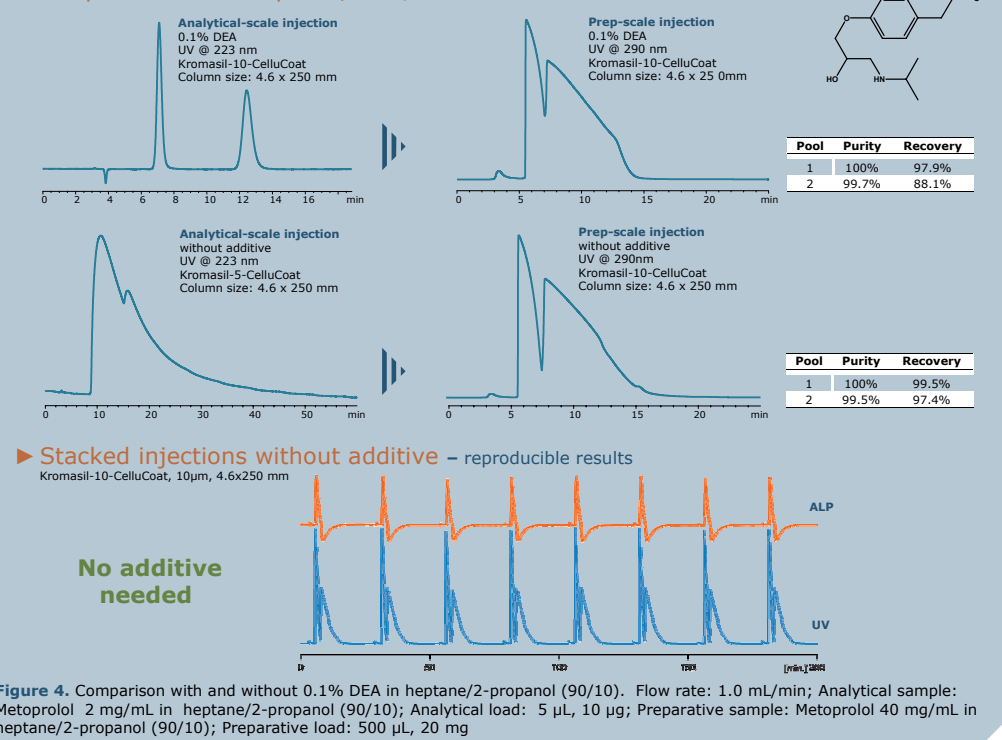 Analytical-scale injection
0.1% DEA
UV @ 223 nm
Kromasil-10-CelluCoat
Column size: 4.6 x 250 mm
0 2 4 6 8 10 12 14 16 min
Prep-scale injection
0.1% DEA
UV @ 290 nm
Kromasil-10-CelluCoat
Column size: 4.6 x 25 0mm
0 5 10 15 20 min
O
HO HN
Pool Purity Recovery
1 100% 97.9%
2 99.7% 88.1%
Analytical-scale injection
without additive
UV @ 223 nm
Kromasil-5-CelluCoat
Column size: 4.6 x 250 mm
0 10 20 30 40 50 min
Prep-scale injection
without additive
UV @ 290nm
Kromasil-10-CelluCoat
Column size: 4.6 x 250 mm
0 5 10 15 20 min
Pool Purity Recovery
1 100% 99.5%
2 99.5% 97.4%
► Stacked injections without additive – reproducible results
Kromasil-10-CelluCoat, 10µm, 4.6x250 mm
No additive
needed
ALP
UV
Figure 4. Comparison with and without 0.1% DEA in heptane/2-propanol (90/10). Flow rate: 1.0 mL/min; Analytical sample:
Metoprolol 2 mg/mL in heptane/2-propanol (90/10); Analytical load: 5 µL, 10 µg; Preparative sample: Metoprolol 40 mg/mL in
heptane/2-propanol (90/10); Preparative load: 500 µL, 20 mg